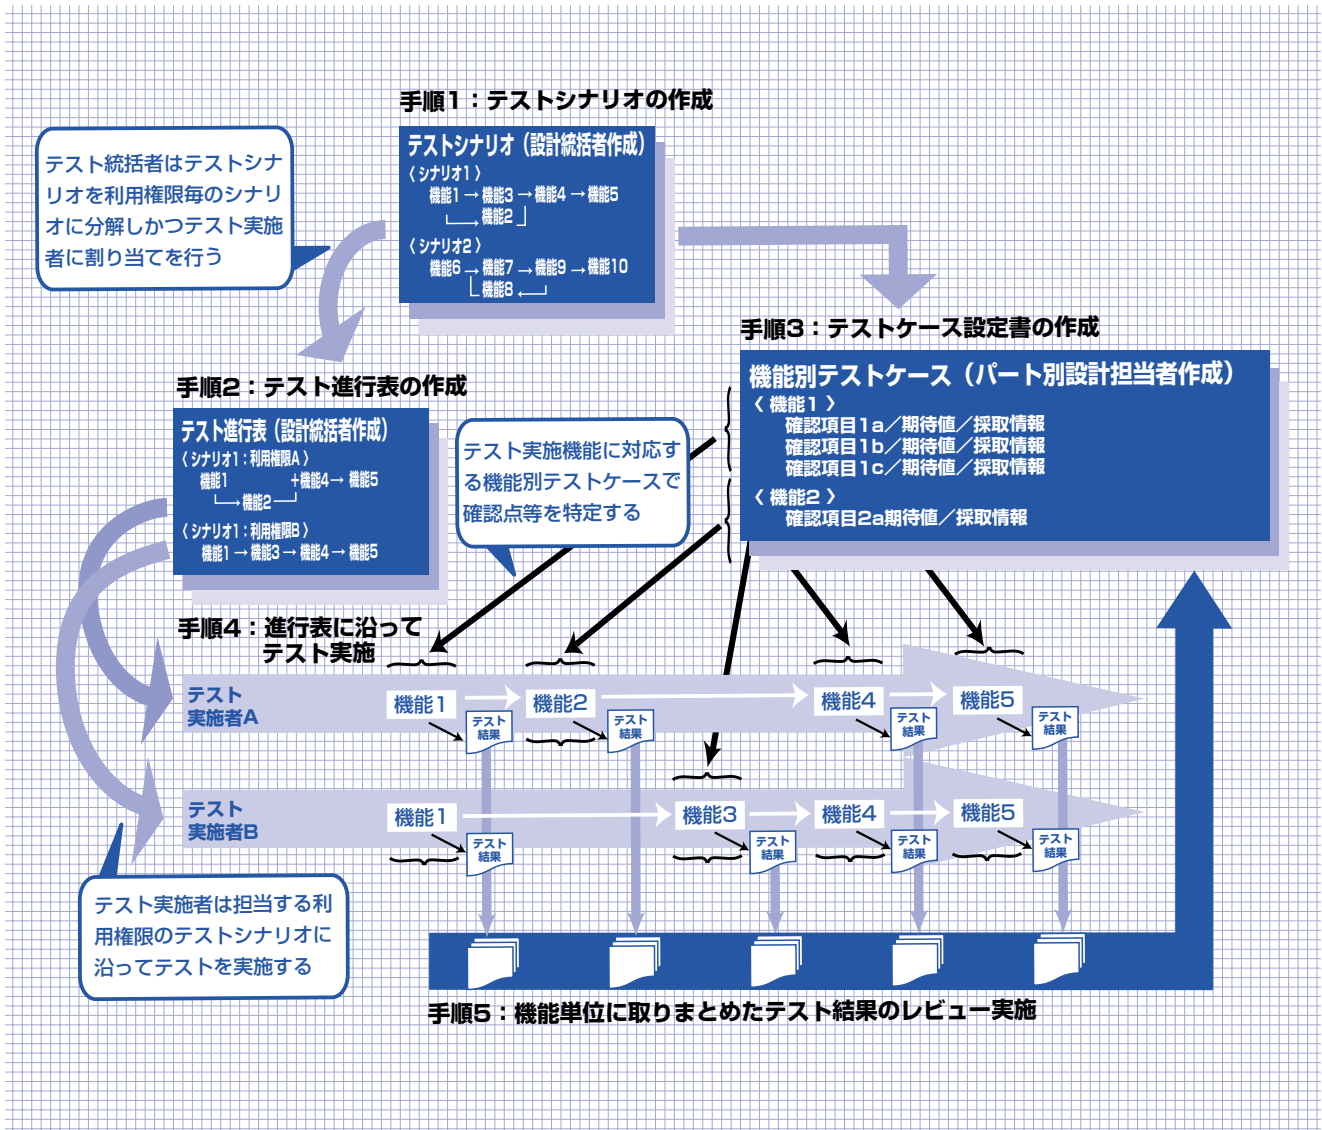 手順1：テストシナリオの作成
テストシナリオ（設計統括者作成）
〈 シナリオ1 〉
機能1 → 機能3 → 機能4 → 機能5
機能2
〈 シナリオ2 〉
機能6 → 機能7 → 機能9 → 機能10
機能8 ←
テスト統括者はテストシナ
リオを利用権限毎のシナリ
オに分解しかつテスト実施
者に割り当てを行う
手順2：テスト進行表の作成
テスト進行表（設計統括者作成）
〈 シナリオ1：利用権限A 〉
機能1 +機能4→ 機能5
→機能2
〈 シナリオ1：利用権限B 〉
機能1 → 機能3 → 機能4 → 機能5
テスト実施機能に対応す
る機能別テストケースで
確認点等を特定する
手順3：テストケース設定書の作成
機能別テストケース（パート別設計担当者作成）
〈 機能1 〉
確認項目1a／期待値／採取情報
確認項目1b／期待値／採取情報
確認項目1c／期待値／採取情報
〈 機能2 〉
確認項目2a期待値／採取情報
手順4：進行表に沿って
テスト実施
テスト
実施者A
機能1
テスト
結果
機能2
テスト
結果
機能4
テスト
結果
機能5
テスト
結果
テスト
実施者B
機能1
テスト
結果
機能3
テスト
結果
機能4
テスト
結果
機能5
テスト
結果
テスト実施者は担当する利
用権限のテストシナリオに
沿ってテストを実施する
手順5：機能単位に取りまとめたテスト結果のレビュー実施